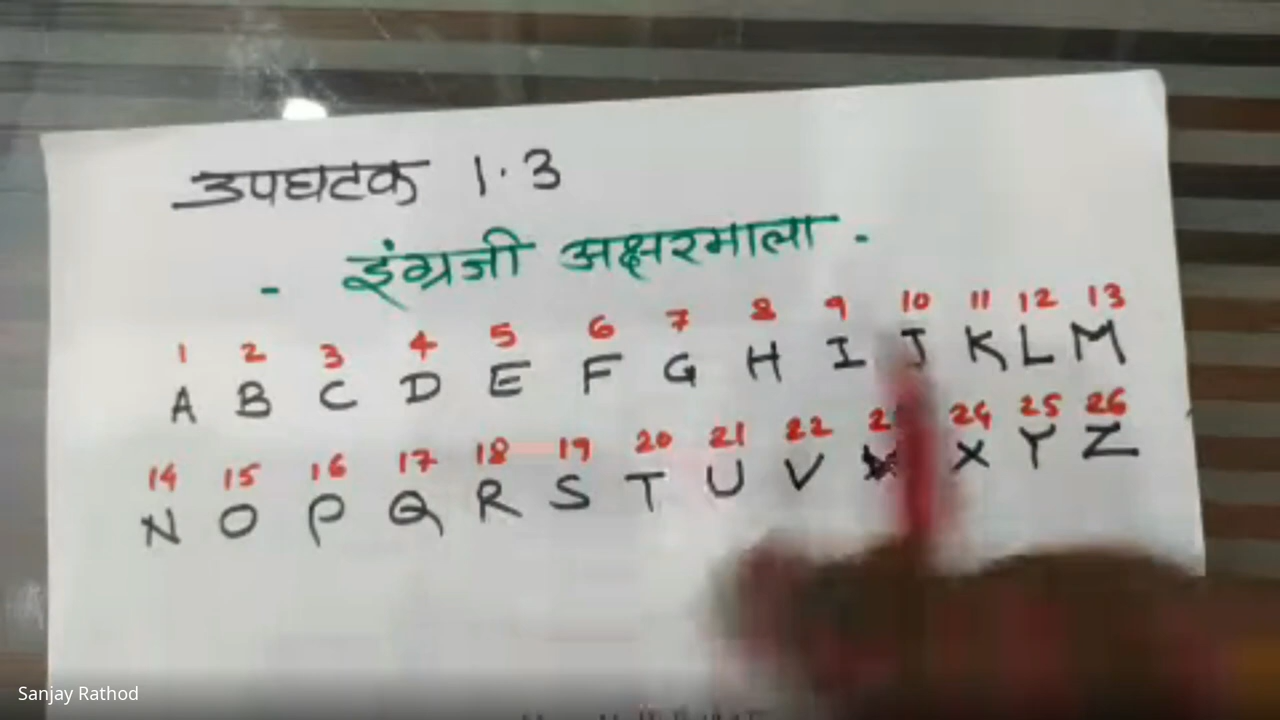 उपघटक 1.3
- इंग्रजी अक्षरमाला -
1 2 3 4 5 6 7 8 9 10 11 12 13
A B C D E F G H I J K L M
14 15 16 17 18 19 20 21 22 24 25 26
N O P Q R S T U V X Y Z
Sanjay Rathod